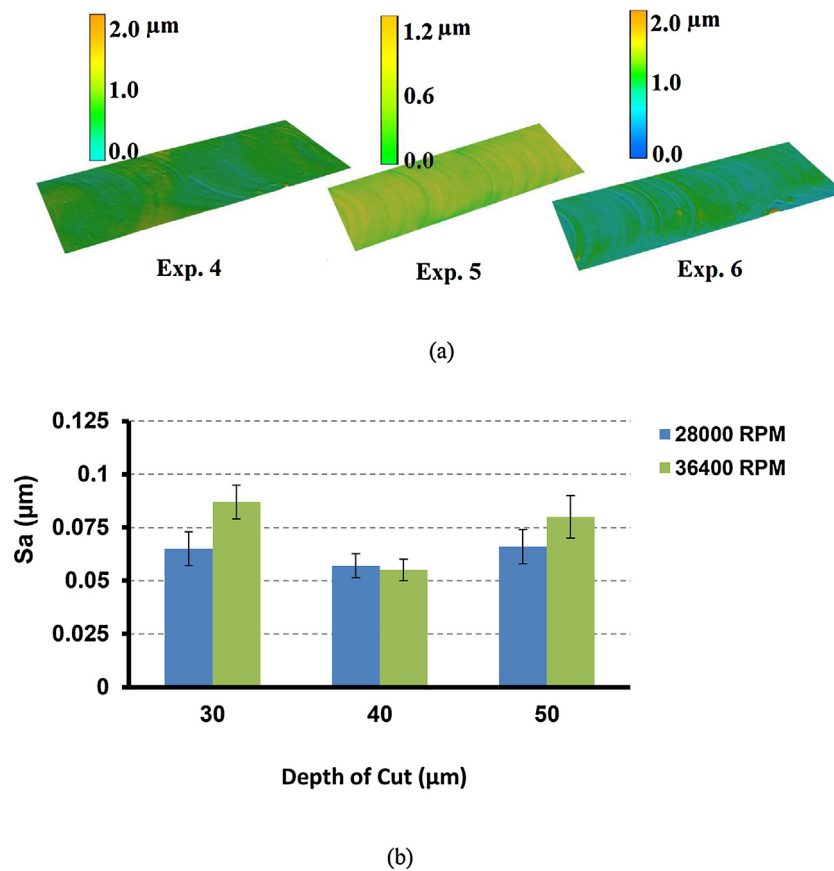 2.0 µm
1.0
0.0
Exp. 4
1.2 µm
0.6
0.0
Exp. 5
2.0 µm
1.0
0.0
Exp. 6
(a)
0.125
0.1
0.075
0.05
0.025
0
Sa (µm)
30
40
50
Depth of Cut (µm)
28000 RPM
36400 RPM
(b)